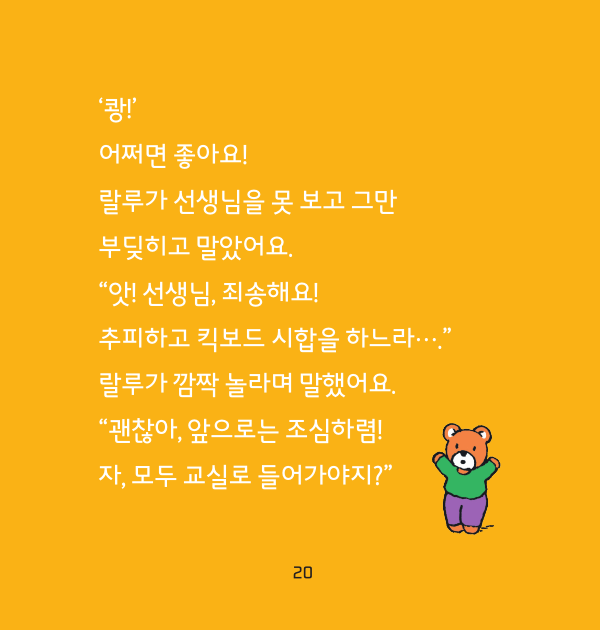 ‘쾅!’
어쩌면 좋아요!
랄루가 선생님을 못 보고 그만
부딪히고 말았어요.
“앗! 선생님, 죄송해요!
추피하고 킥보드 시합을 하느라….”
랄루가 깜짝 놀라며 말했어요.
“괜찮아, 앞으로는 조심하렴!
자, 모두 교실로 들어가야지?”
20